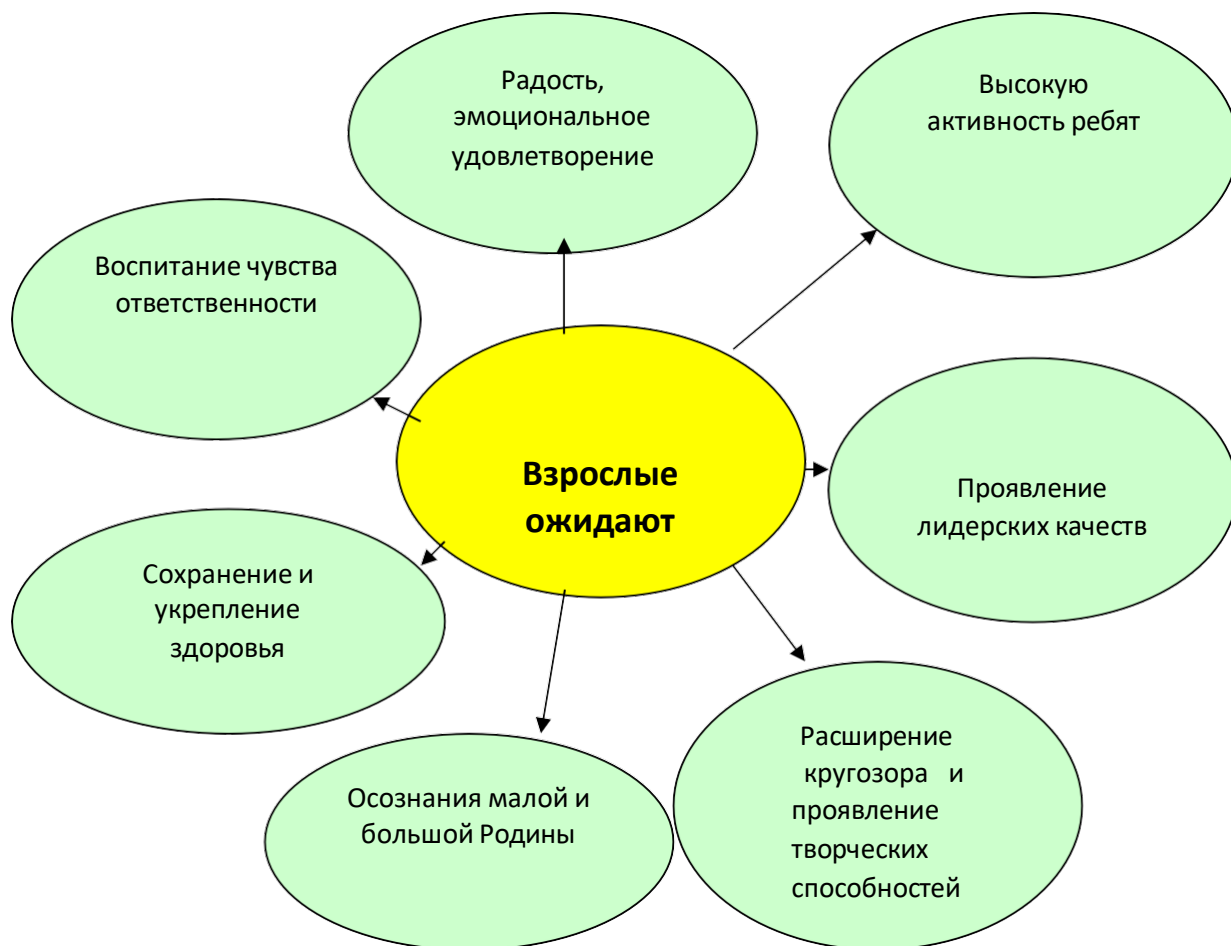 Радость,
эмоциональное
удовлетворение
Высокую
активность ребят
Воспитание чувства
ответственности
Взрослые
ожидают
Проявление
лидерских качеств
Сохранение и
укрепление
здоровья
Осознания малой и
большой Родины
Расширение
кругозора и
проявление
творческих
способностей